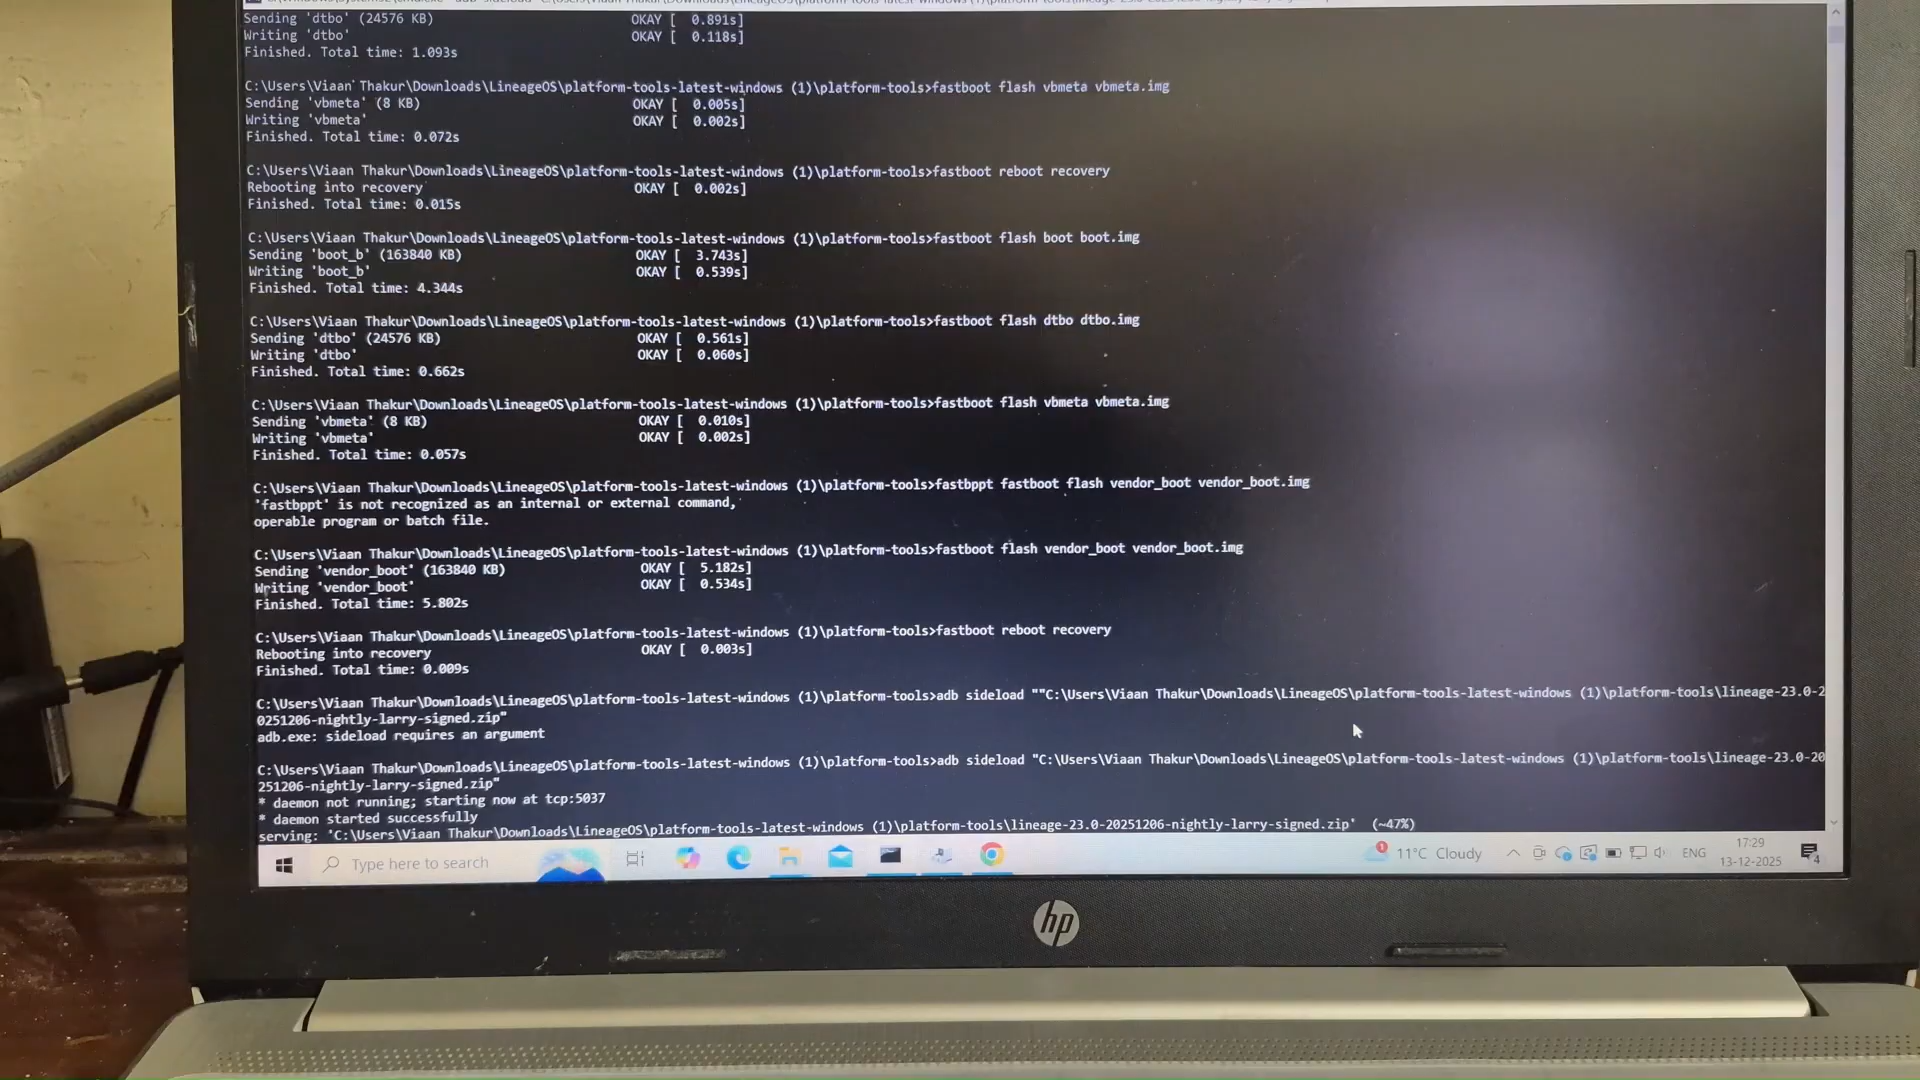 Sending 'dtbo' (24576 KB) OKAY [ 0.891s]
Writing 'dtbo' OKAY [ 0.118s]
Finished. Total time: 1.093s
C:\Users\Viaan Thakur\Downloads\LineageOS\platform-tools-latest-windows (1)\platform-tools>fastboot flash vbmeta vbmeta.img
Sending 'vbmeta' (8 KB) OKAY [ 0.005s]
Writing 'vbmeta' OKAY [ 0.002s]
Finished. Total time: 0.072s
C:\Users\Viaan Thakur\Downloads\LineageOS\platform-tools-latest-windows (1)\platform-tools>fastboot reboot recovery
Rebooting into recovery OKAY [ 0.002s]
Finished. Total time: 0.015s
C:\Users\Viaan Thakur\Downloads\LineageOS\platform-tools-latest-windows (1)\platform-tools>fastboot flash boot boot.img
Sending 'boot_b' (163840 KB) OKAY [ 3.743s]
Writing 'boot_b' OKAY [ 0.539s]
Finished. Total time: 4.344s
C:\Users\Viaan Thakur\Downloads\LineageOS\platform-tools-latest-windows (1)\platform-tools>fastboot flash dtbo dtbo.img
Sending 'dtbo' (24576 KB) OKAY [ 0.561s]
Writing 'dtbo' OKAY [ 0.060s]
Finished. Total time: 0.662s
C:\Users\Viaan Thakur\Downloads\LineageOS\platform-tools-latest-windows (1)\platform-tools>fastboot flash vbmeta vbmeta.img
Sending 'vbmeta' (8 KB) OKAY [ 0.010s]
Writing 'vbmeta' OKAY [ 0.002s]
Finished. Total time: 0.057s
C:\Users\Viaan Thakur\Downloads\LineageOS\platform-tools-latest-windows (1)\platform-tools>fastbppt fastboot flash vendor_boot vendor_boot.img
'fastbppt' is not recognized as an internal or external command,
operable program or batch file.
C:\Users\Viaan Thakur\Downloads\LineageOS\platform-tools-latest-windows (1)\platform-tools>fastboot flash vendor_boot vendor_boot.img
Sending 'vendor_boot' (163840 KB) OKAY [ 5.182s]
Writing 'vendor_boot' OKAY [ 0.534s]
Finished. Total time: 5.802s
C:\Users\Viaan Thakur\Downloads\LineageOS\platform-tools-latest-windows (1)\platform-tools>fastboot reboot recovery
Rebooting into recovery OKAY [ 0.003s]
Finished. Total time: 0.009s
C:\Users\Viaan Thakur\Downloads\LineageOS\platform-tools-latest-windows (1)\platform-tools>adb sideload ""C:\Users\Viaan Thakur\Downloads\LineageOS\platform-tools-latest-windows (1)\platform-tools\lineage-23.0-2
0251206-nightly-larry-signed.zip"
adb.exe: sideload requires an argument
C:\Users\Viaan Thakur\Downloads\LineageOS\platform-tools-latest-windows (1)\platform-tools>adb sideload "C:\Users\Viaan Thakur\Downloads\LineageOS\platform-tools-latest-windows (1)\platform-tools\lineage-23.0-20
251206-nightly-larry-signed.zip"
* daemon not running; starting now at tcp:5037
* daemon started successfully
serving: 'C:\Users\Viaan Thakur\Downloads\LineageOS\platform-tools-latest-windows (1)\platform-tools\lineage-23.0-20251206-nightly-larry-signed.zip' (~47%)
Type here to search 11°C Cloudy ENG 17:29
13-12-2025
hp